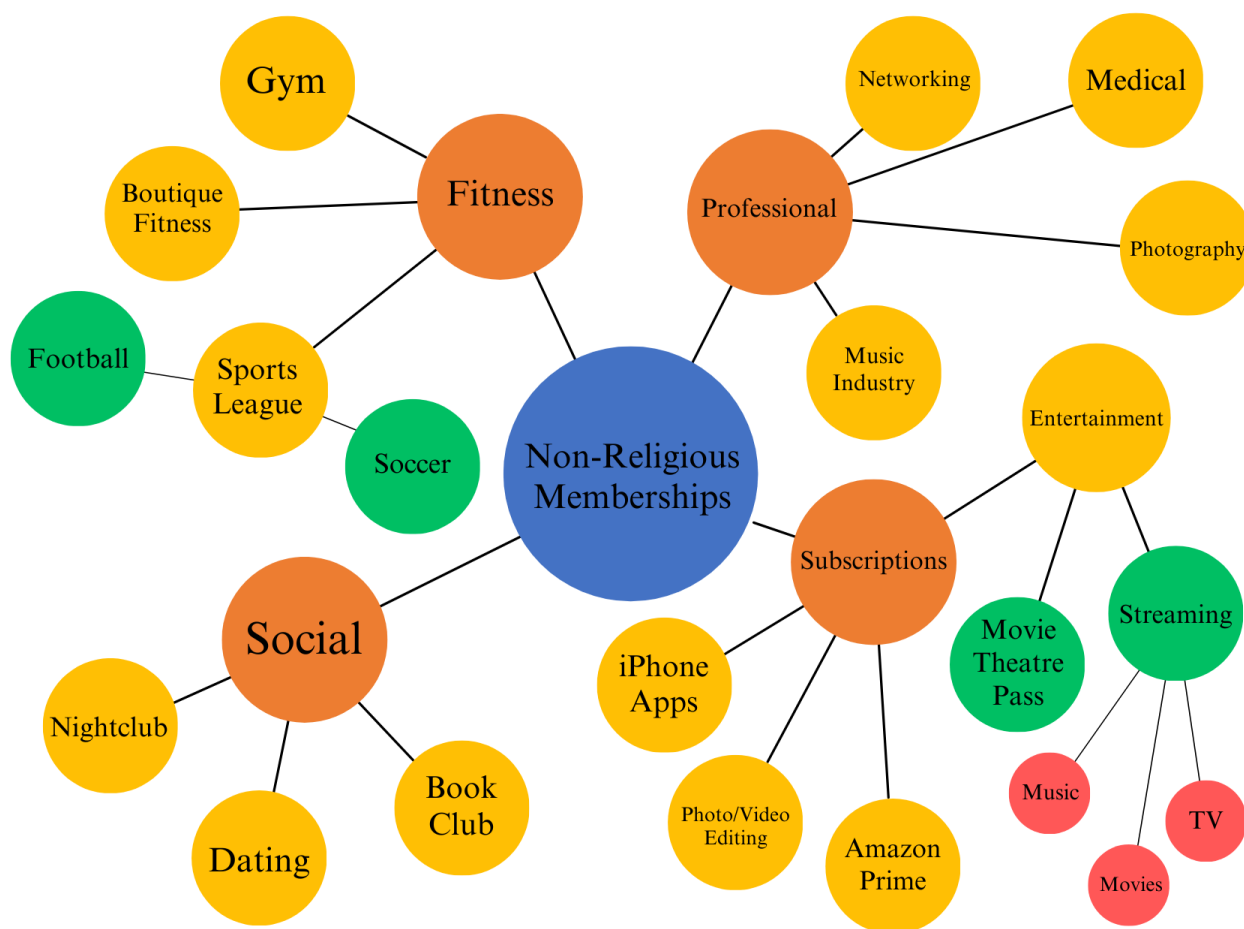 Gym
Networking
Medical
Fitness
Professional
Boutique
Fitness
Photography
Football
Sports
League
Music
Industry
Entertainment
Soccer
Non-Religious
Memberships
Subscriptions
Social
Streaming
iPhone
Apps
Movie
Theatre
Pass
Nightclub
Book
Club
Photo/Video
Editing
Music
TV
Dating
Amazon
Prime
Movies